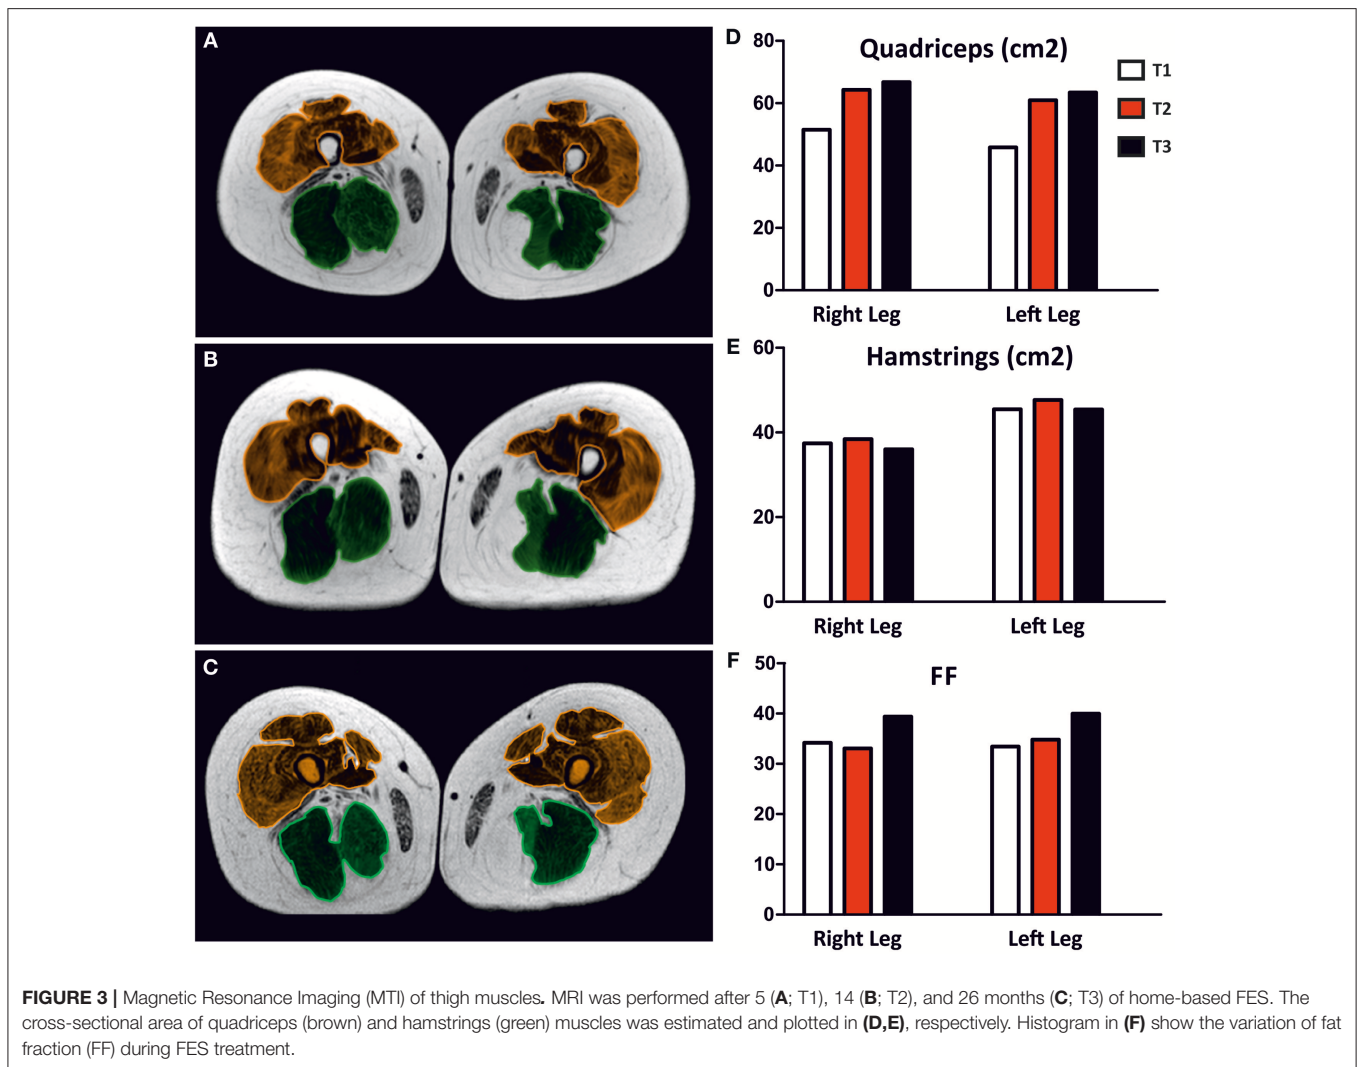 A
B
C
D
Quadriceps (cm2)
80
60
40
20
0
Right Leg
Left Leg
T1
T2
T3
E
Hamstrings (cm2)
60
40
20
0
Right Leg
Left Leg
F
FF
50
40
30
20
10
0
Right Leg
Left Leg
FIGURE 3 | Magnetic Resonance Imaging (MTI) of thigh muscles. MRI was performed after 5 (A; T1), 14 (B; T2), and 26 months (C; T3) of home-based FES. The
cross-sectional area of quadriceps (brown) and hamstrings (green) muscles was estimated and plotted in (D,E), respectively. Histogram in (F) show the variation of fat
fraction (FF) during FES treatment.